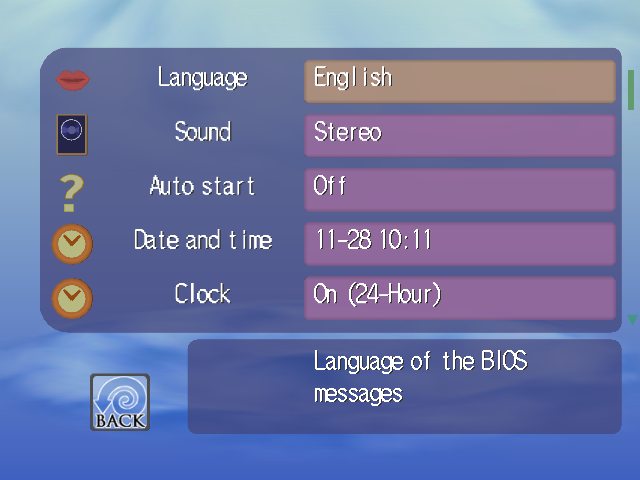 Language English
Sound Stereo
Auto start Off
Date and time 11-28 10:11
Clock On (24-Hour)
Language of the BIOS
messages
BACK